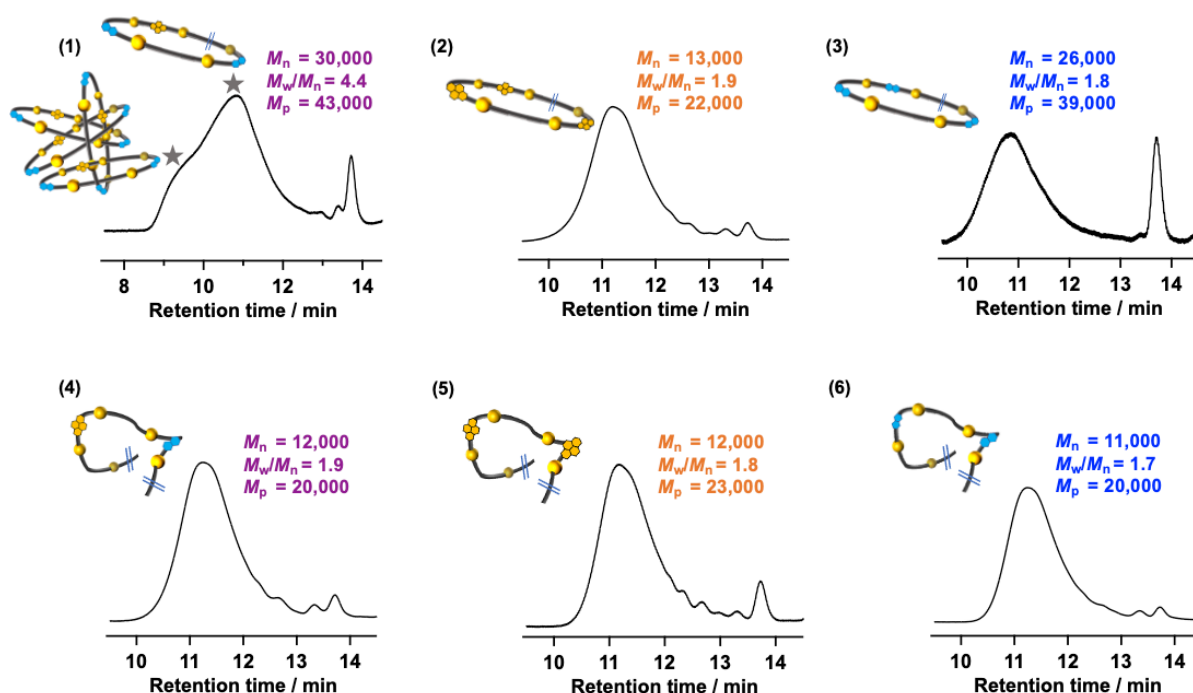 (1)
Mn = 30,000
Mw/Mn = 4.4
Mp = 43,000
8 10 12 14
Retention time / min
(2)
Mn = 13,000
Mw/Mn = 1.9
Mp = 22,000
10 11 12 13 14
Retention time / min
(3)
Mn = 26,000
Mw/Mn = 1.8
Mp = 39,000
10 11 12 13 14
Retention time / min
(4)
Mn = 12,000
Mw/Mn = 1.9
Mp = 20,000
10 11 12 13 14
Retention time / min
(5)
Mn = 12,000
Mw/Mn = 1.8
Mp = 23,000
10 11 12 13 14
Retention time / min
(6)
Mn = 11,000
Mw/Mn = 1.7
Mp = 20,000
10 11 12 13 14
Retention time / min